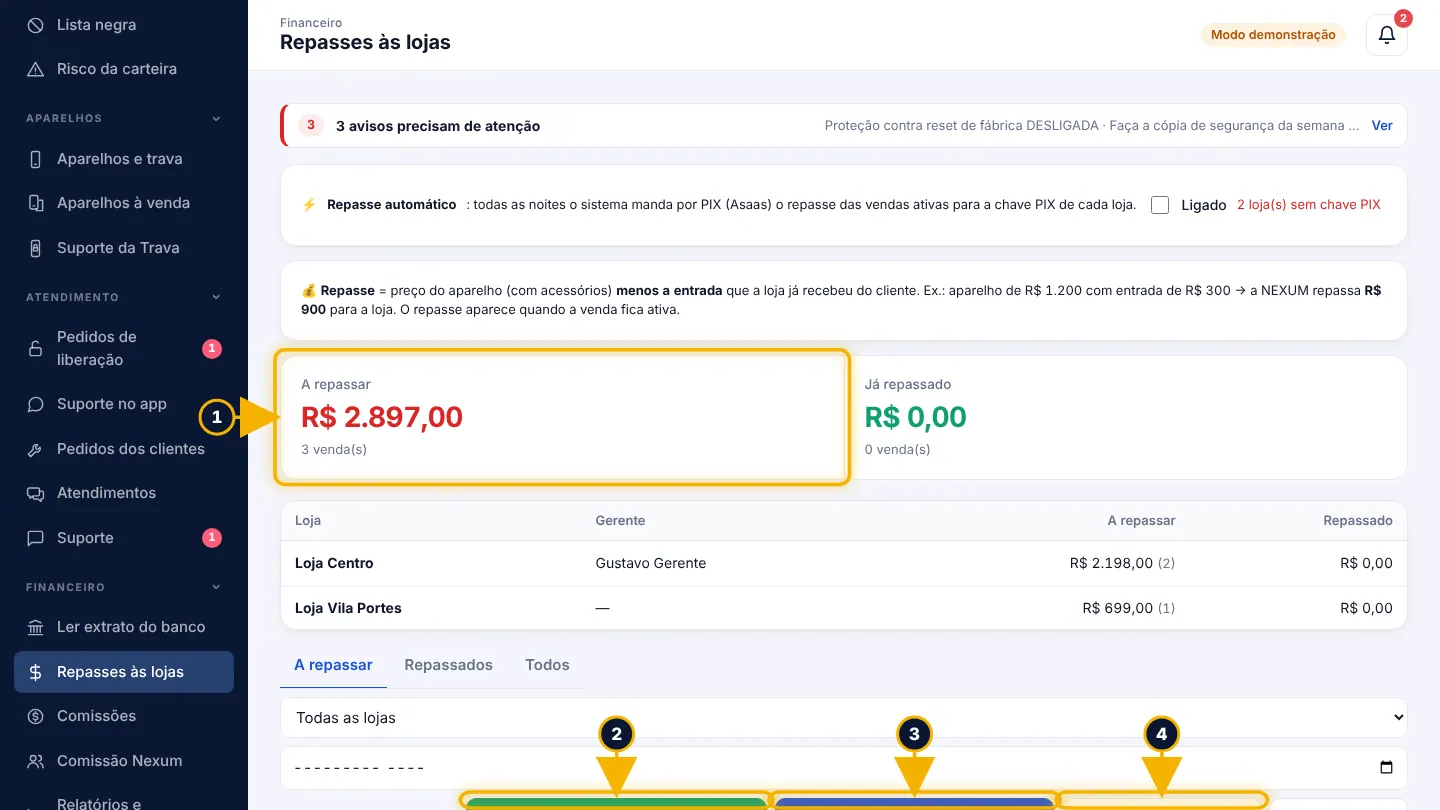 Lista negra
Risco da carteira
APARELHOS
Aparelhos e trava
Aparelhos à venda
Suporte da Trava
ATENDIMENTO
Pedidos de
liberação
1
Suporte no app
Pedidos dos clientes
Atendimentos
Suporte
1
FINANCEIRO
Ler extrato do banco
Repasses às lojas
Comissões
Comissão Nexum
Relatórios e
Financeiro
Repasses às lojas
Modo demonstração
2
3
3 avisos precisam de atenção
Proteção contra reset de fábrica DESLIGADA · Faça a cópia de segurança da semana ...
Ver
Repasse automático : todas as noites o sistema manda por PIX (Asaas) o repasse das vendas ativas para a chave PIX de cada loja.
Ligado
2 loja(s) sem chave PIX
Repasse = preço do aparelho (com acessórios) menos a entrada que a loja já recebeu do cliente. Ex.: aparelho de R$ 1.200 com entrada de R$ 300 → a NEXUM repassa R$
900 para a loja. O repasse aparece quando a venda fica ativa.
1
A repassar
R$ 2.897,00
3 venda(s)
Já repassado
R$ 0,00
0 venda(s)
Loja Gerente A repassar Repassado
Loja Centro Gustavo Gerente R$ 2.198,00 (2) R$ 0,00
Loja Vila Portes — R$ 699,00 (1) R$ 0,00
A repassar Repassados Todos
Todas as lojas
--------- ----
2
3
4